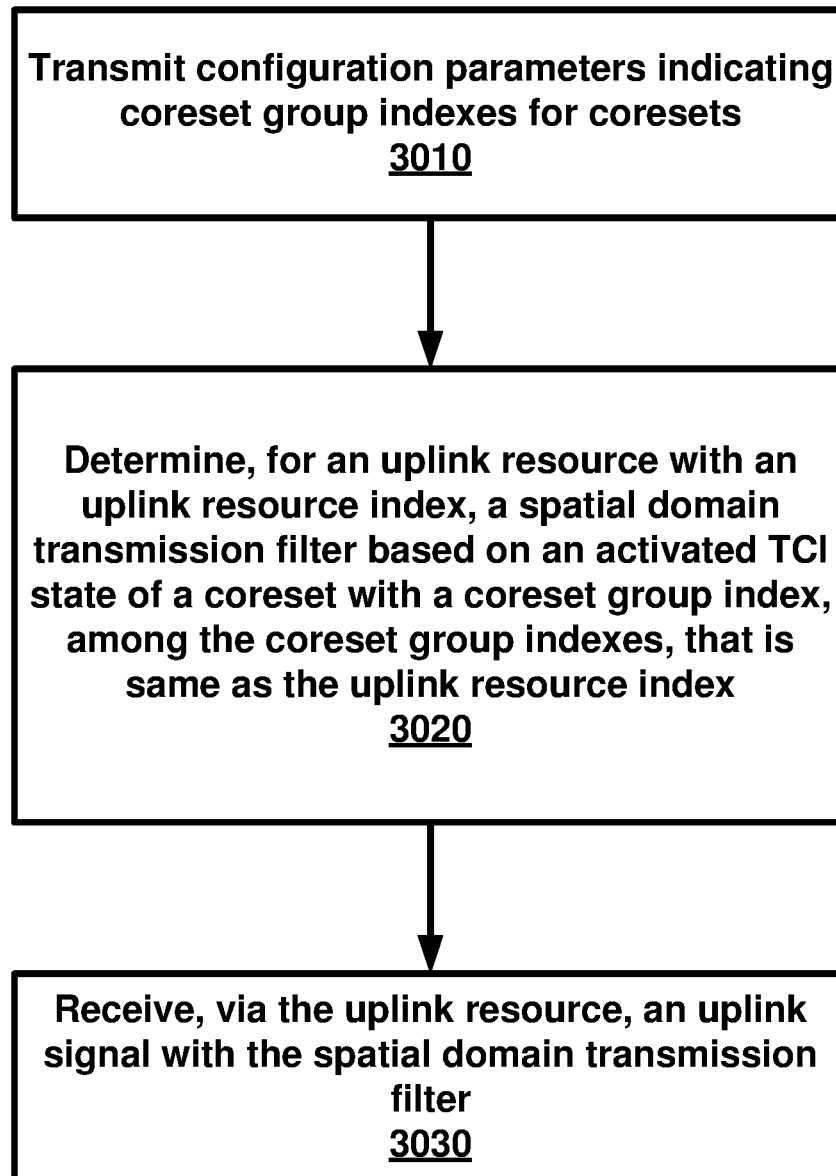 Transmit configuration parameters indicating
coreset group indexes for coresets
3010
Determine, for an uplink resource with an
uplink resource index, a spatial domain
transmission filter based on an activated TCI
state of a coreset with a coreset group index,
among the coreset group indexes, that is
same as the uplink resource index
3020
Receive, via the uplink resource, an uplink
signal with the spatial domain transmission
filter
3030